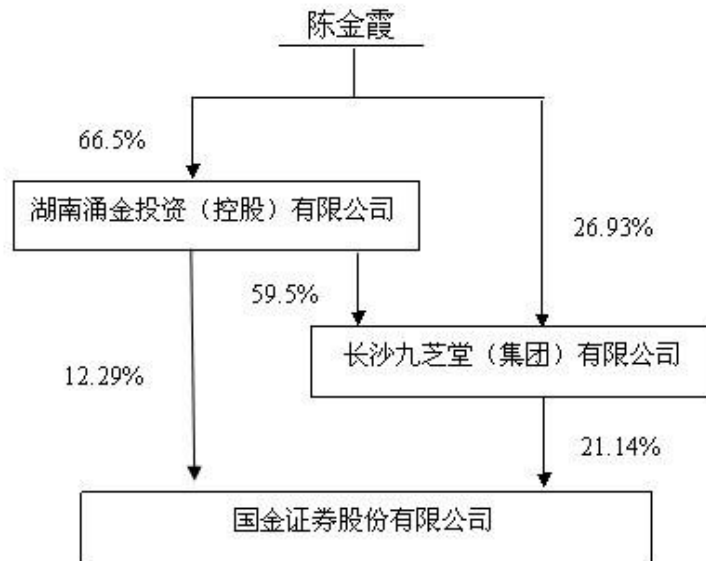 陈金霞
66.5%
湖南涌金投资（控股）有限公司
26.93%
59.5%
长沙九芝堂（集团）有限公司
12.29%
21.14%
国金证券股份有限公司